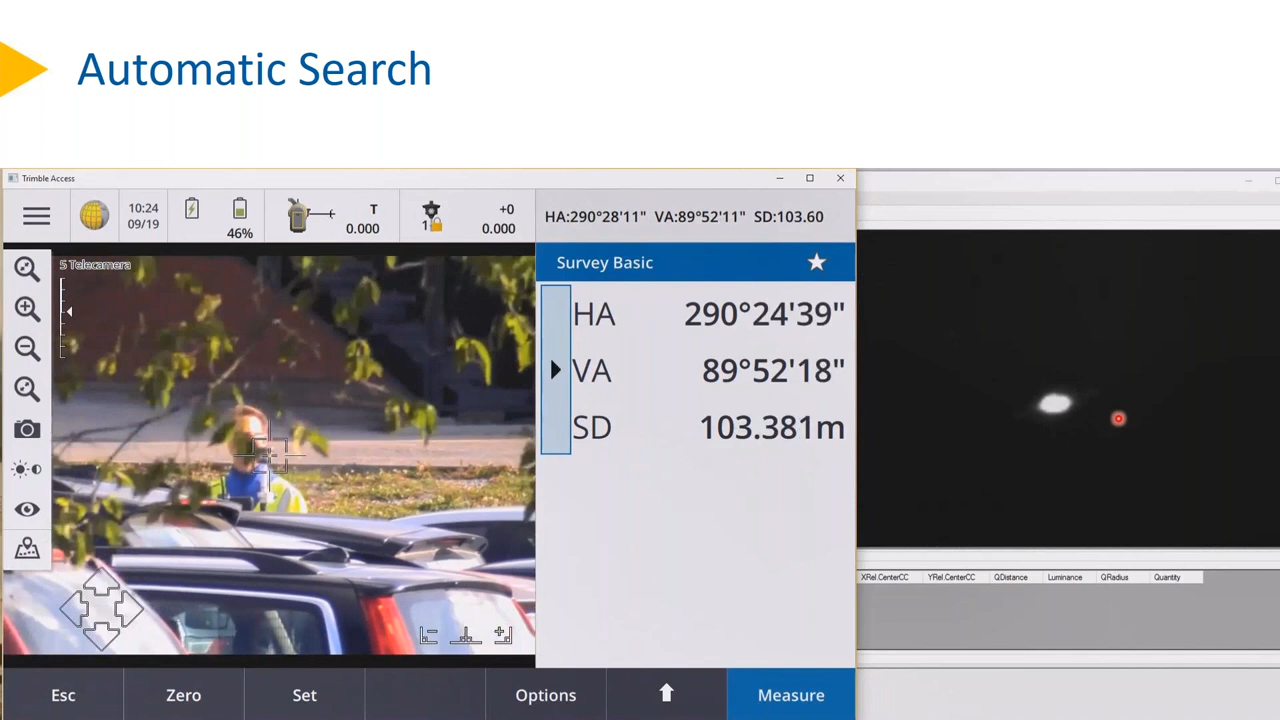 Automatic Search
Trimble Access
10:24
09/19
46%
T
0.000
1
+0
0.000
HA:290°28'11" VA:89°52'11" SD:103.60
5 Telecamera
Survey Basic
HA 290°24'39"
VA 89°52'18"
SD 103.381m
XRel.CenterCC YRel.CenterCC QDistance Luminance QRadius Quantity
Esc Zero Set Options Measure